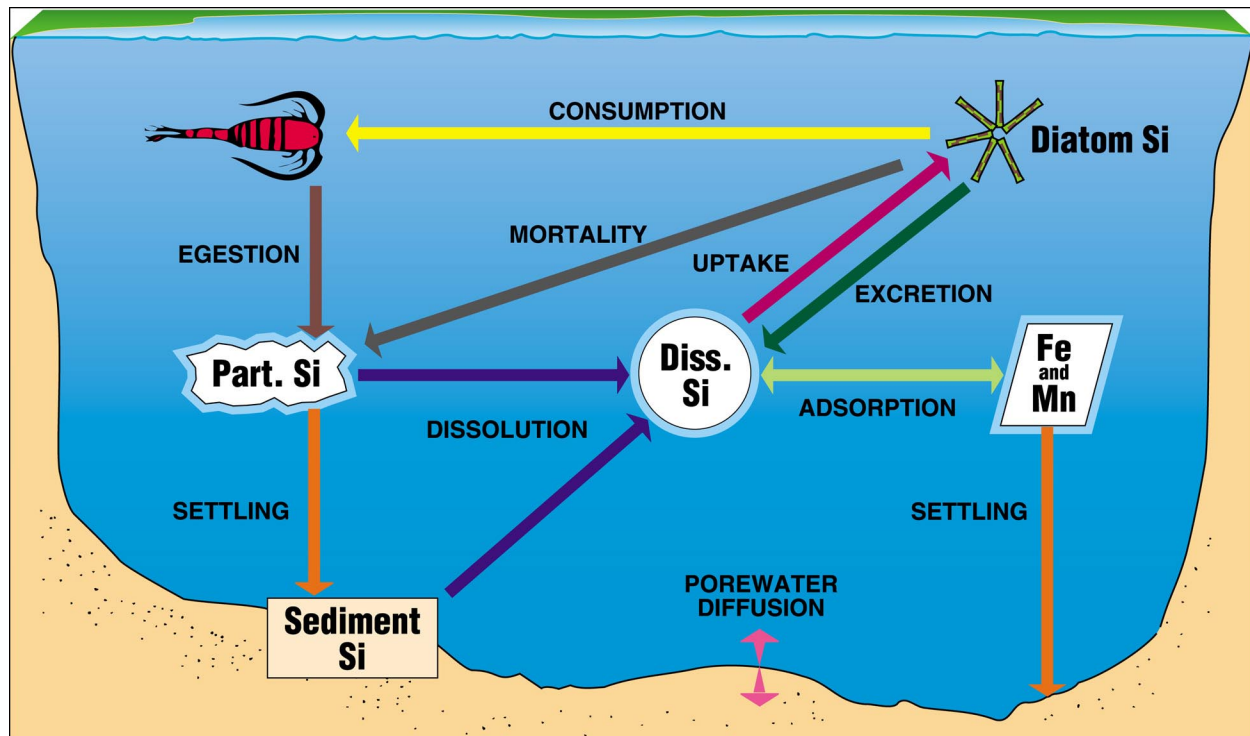 CONSUMPTION
Diatom Si
MORTALITY
EGESTION
UPTAKE
EXCRETION
Part. Si
Diss.
Si
Fe
and
Mn
ADSORPTION
DISSOLUTION
SETTLING
SETTLING
POREWATER
DIFFUSION
Sediment
Si